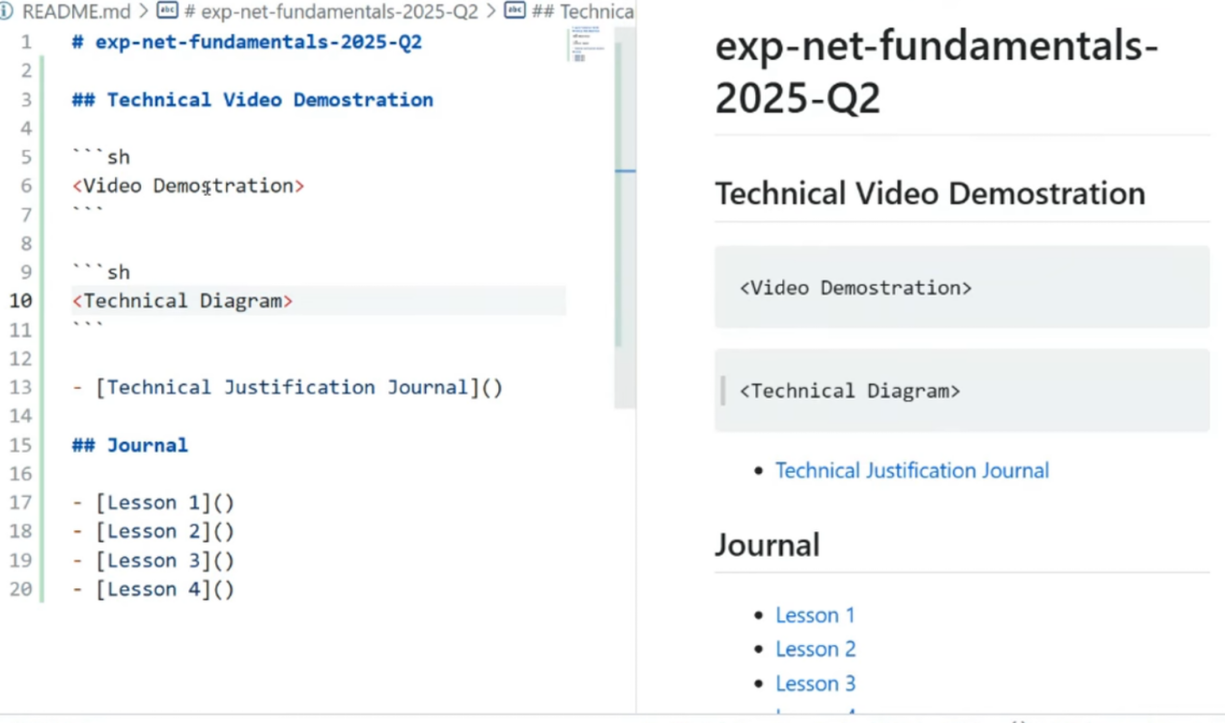 README.md > # exp-net-fundamentals-2025-Q2 > ## Technica
1 # exp-net-fundamentals-2025-Q2
2
3 ## Technical Video Demostration
4
5 ```sh
6 <Video Demostration>
7 ```
8
9 ```sh
10 <Technical Diagram>
11 ```
12
13 - [Technical Justification Journal]()
14
15 ## Journal
16
17 - [Lesson 1]()
18 - [Lesson 2]()
19 - [Lesson 3]()
20 - [Lesson 4]()
exp-net-fundamentals-
2025-Q2
Technical Video Demostration
<Video Demostration>
<Technical Diagram>
• Technical Justification Journal
Journal
• Lesson 1
• Lesson 2
• Lesson 3